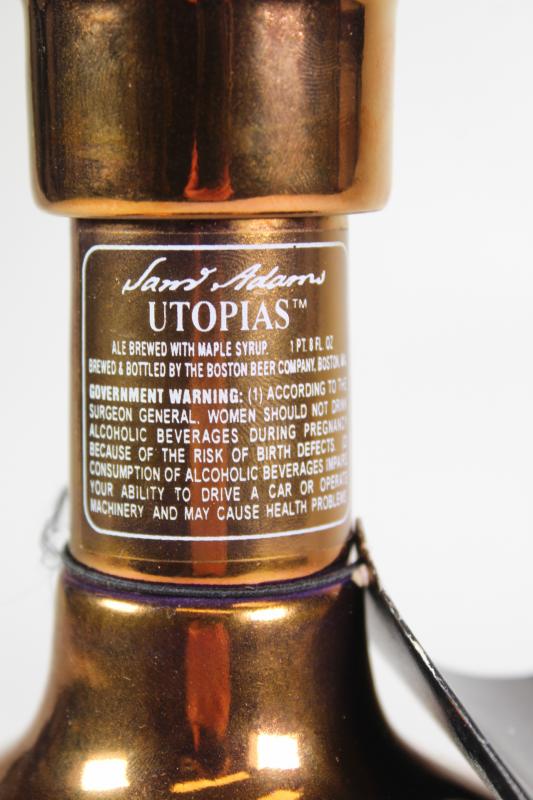 Sam Adams
UTOPIAS™
ALE BREWED WITH MAPLE SYRUP 1 PT. 8 FL. OZ
BREWED & BOTTLED BY THE BOSTON BEER COMPANY, BOSTON, MA
GOVERNMENT WARNING: (1) ACCORDING TO THE
SURGEON GENERAL, WOMEN SHOULD NOT DRINK
ALCOHOLIC BEVERAGES DURING PREGNANCY
BECAUSE OF THE RISK OF BIRTH DEFECTS.
CONSUMPTION OF ALCOHOLIC BEVERAGES IMPAIRS
YOUR ABILITY TO DRIVE A CAR OR OPERATE
MACHINERY AND MAY CAUSE HEALTH PROBLEMS